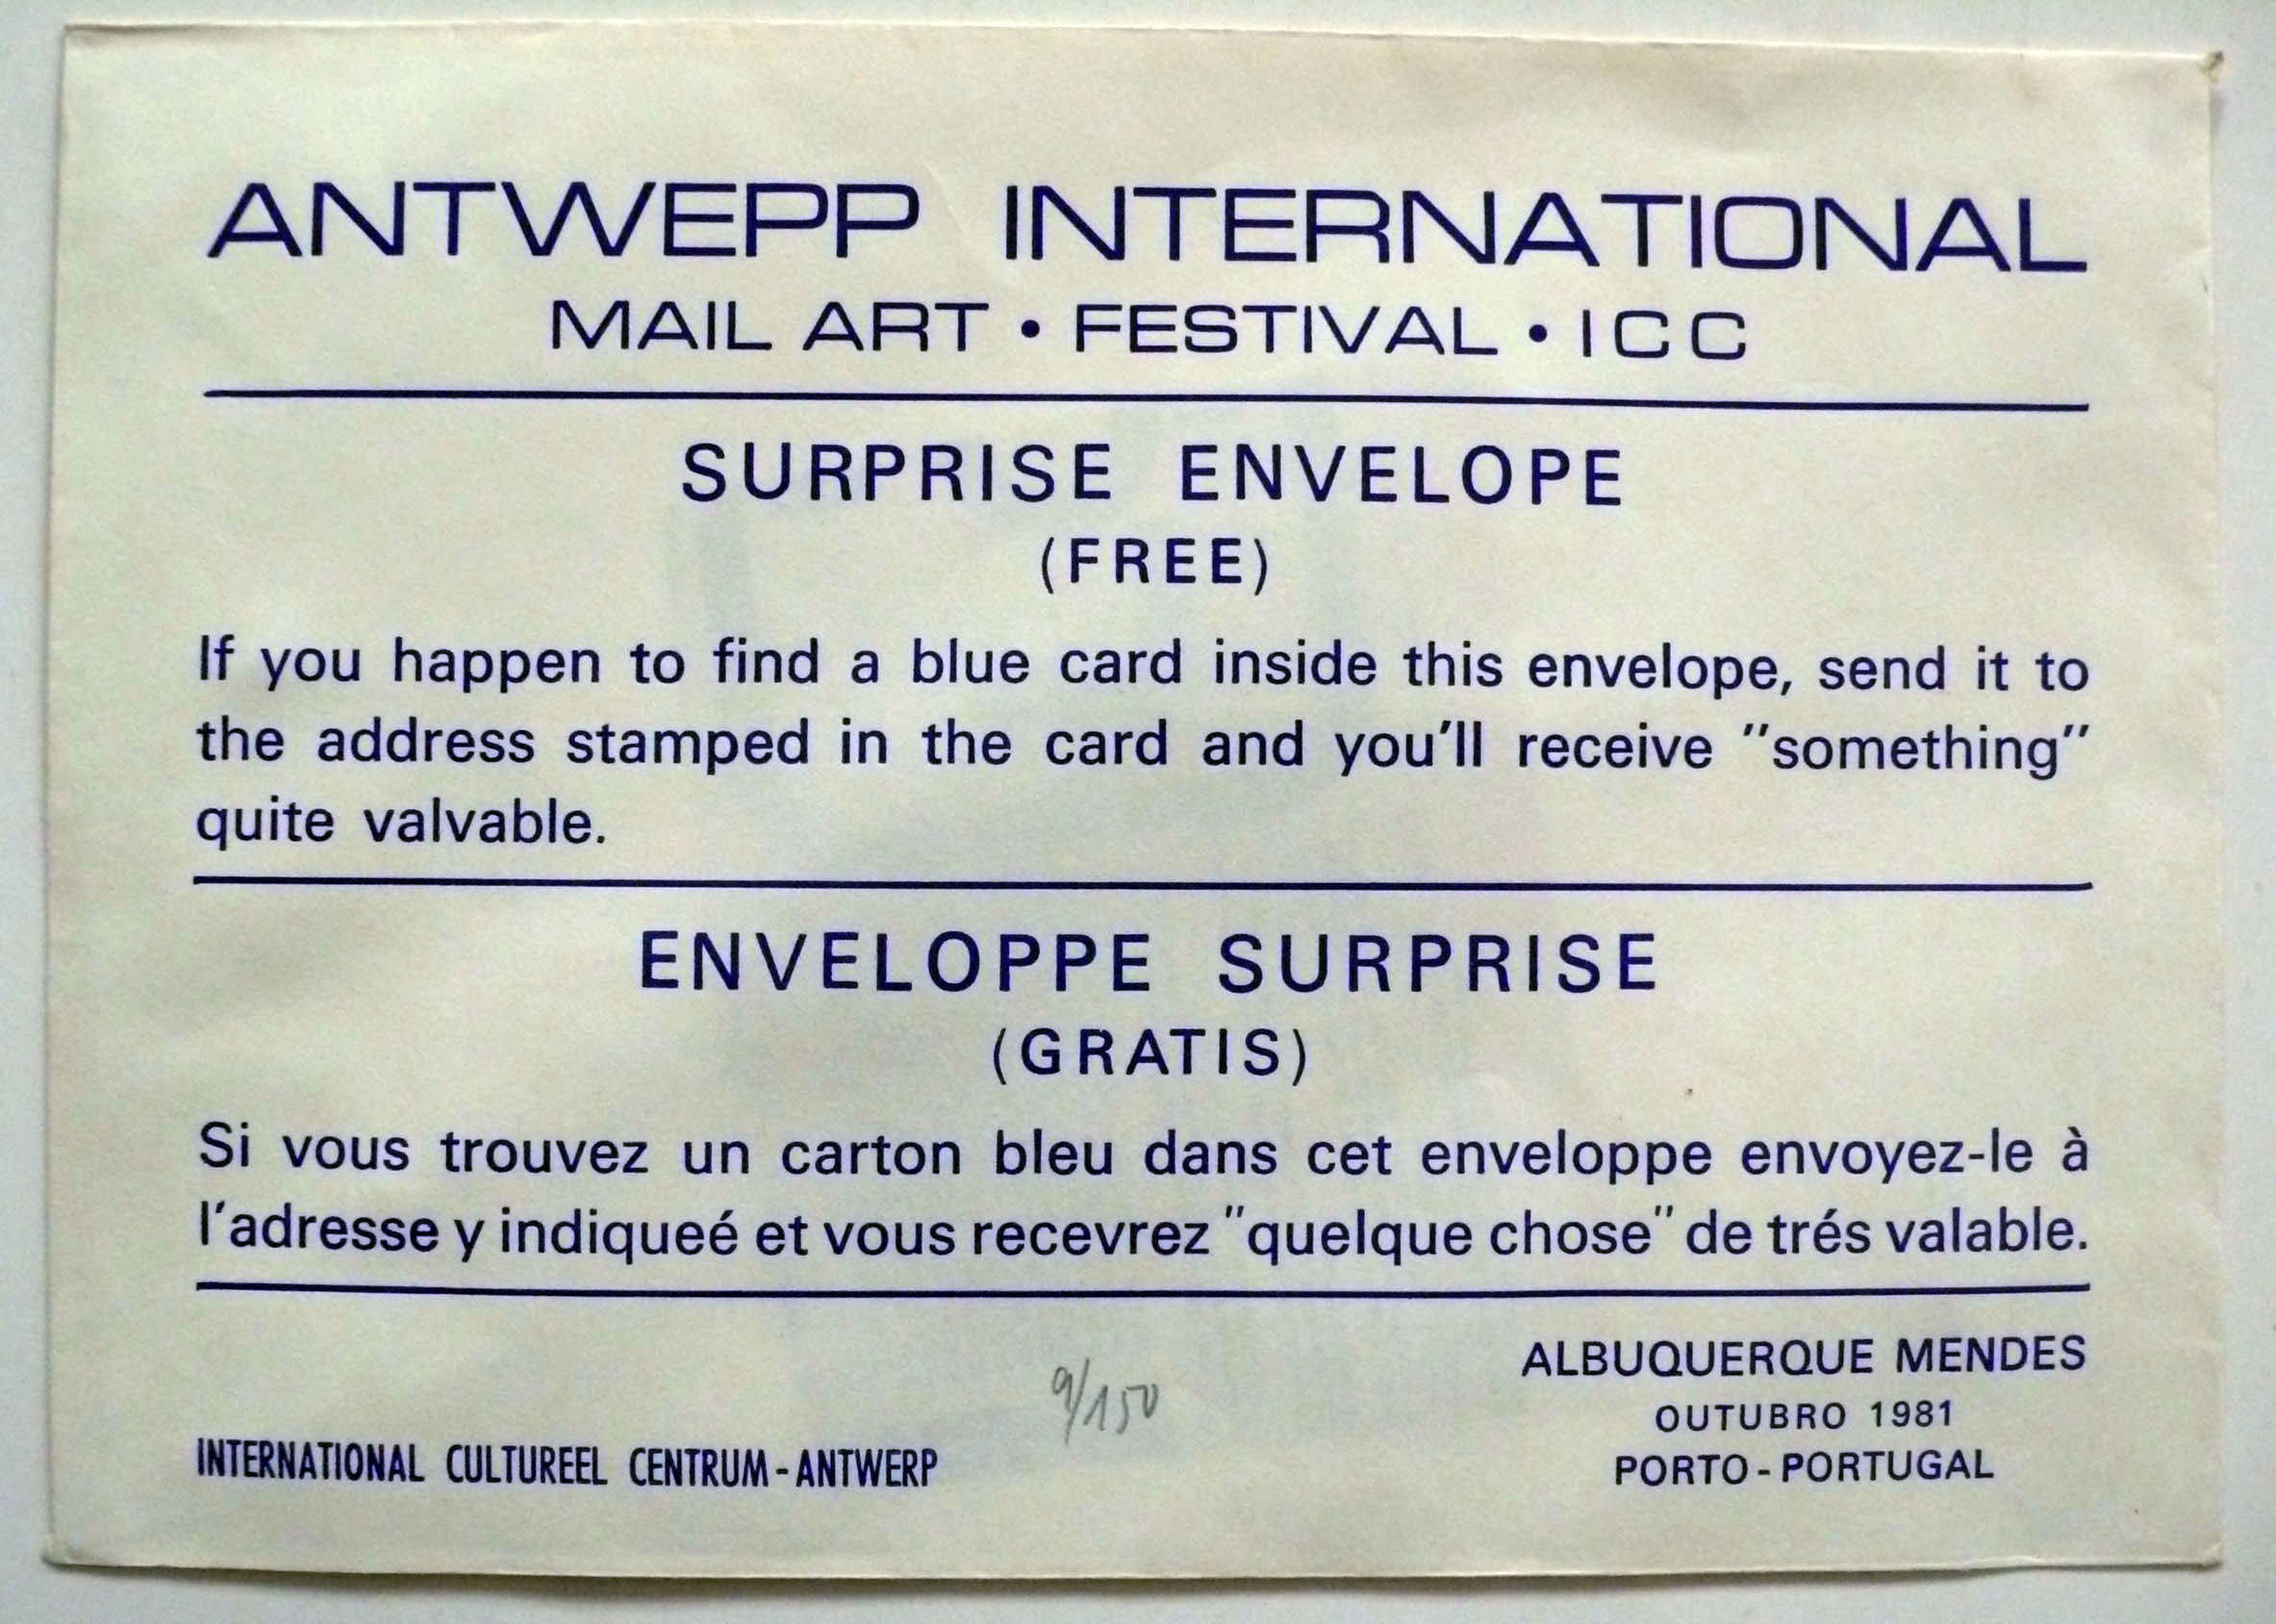 ANTWEPP INTERNATIONAL
MAIL ART • FESTIVAL • ICC
SURPRISE ENVELOPE
(FREE)
If you happen to find a blue card inside this envelope, send it to
the address stamped in the card and you'll receive "something"
quite valvable.
ENVELOPPE SURPRISE
(GRATIS)
Si vous trouvez un carton bleu dans cet enveloppe envoyez-le à
l'adresse y indiqueé et vous recevrez "quelque chose" de trés valable.
9/150
INTERNATIONAL CULTUREEL CENTRUM-ANTWERP
ALBUQUERQUE MENDES
OUTUBRO 1981
PORTO-PORTUGAL